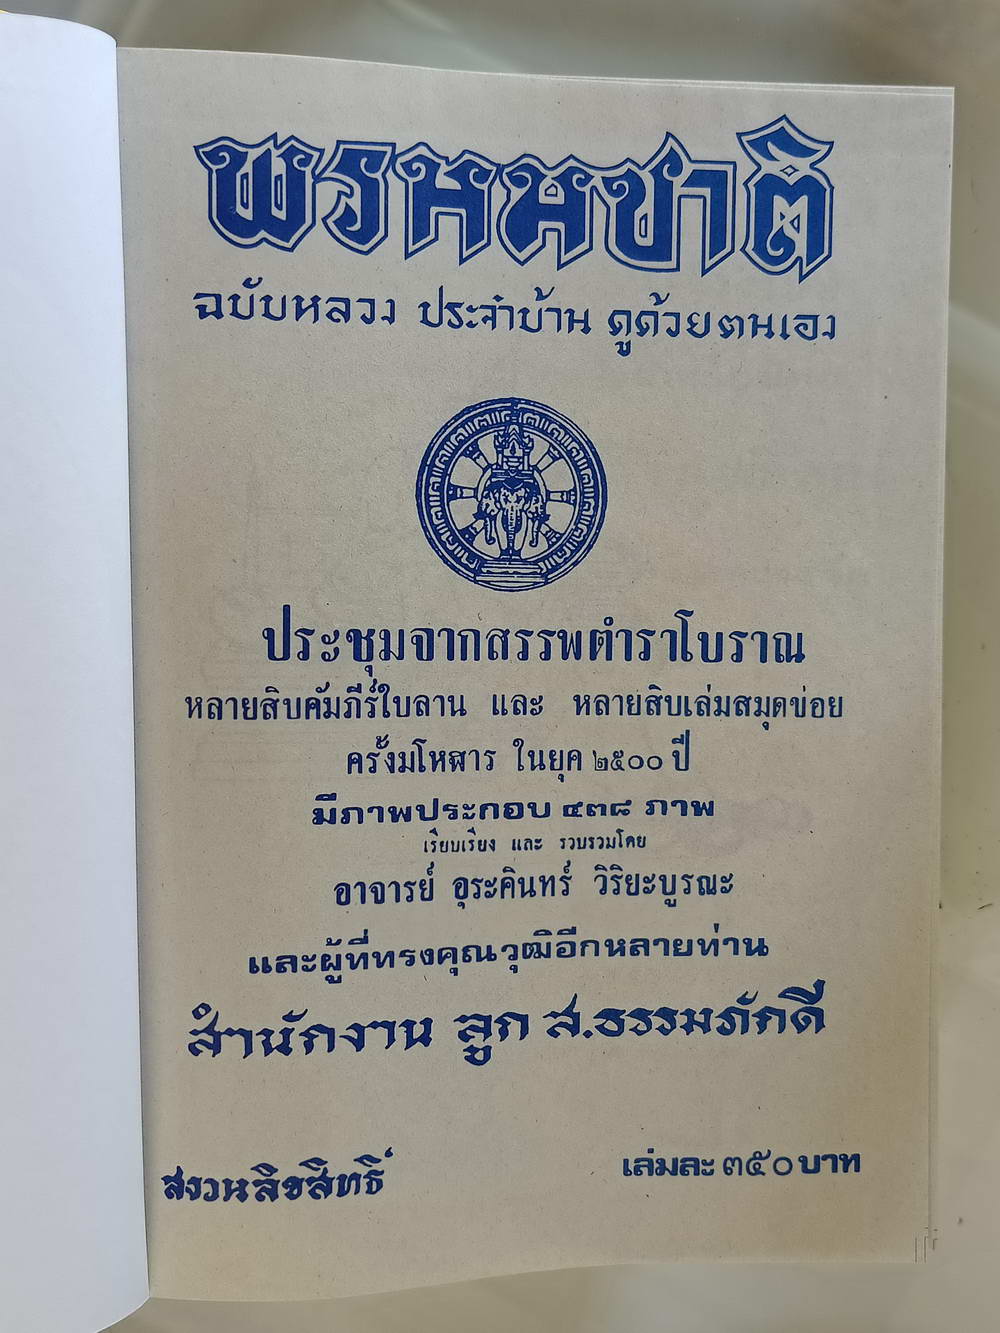 พรหมชาติ
ฉบับหลวง ประจำบ้าน ดูด้วยตนเอง
ประชุมจากสรรพตำราโบราณ
หลายสิบคัมภีร์ใบลาน และ หลายสิบเล่มสมุดข่อย
ครั้งมโหฬาร ในยุค ๒๕๐๐ ปี
มีภาพประกอบ ๔๓๘ ภาพ
เรียบเรียง และ รวบรวมโดย
อาจารย์ อุระคินทร์ วิริยะบูรณะ
และผู้ที่ทรงคุณวุฒิอีกหลายท่าน
สำนักงาน ลูก ส.ธรรมภักดี
สงวนลิขสิทธิ์
เล่มละ ๓๕๐ บาท